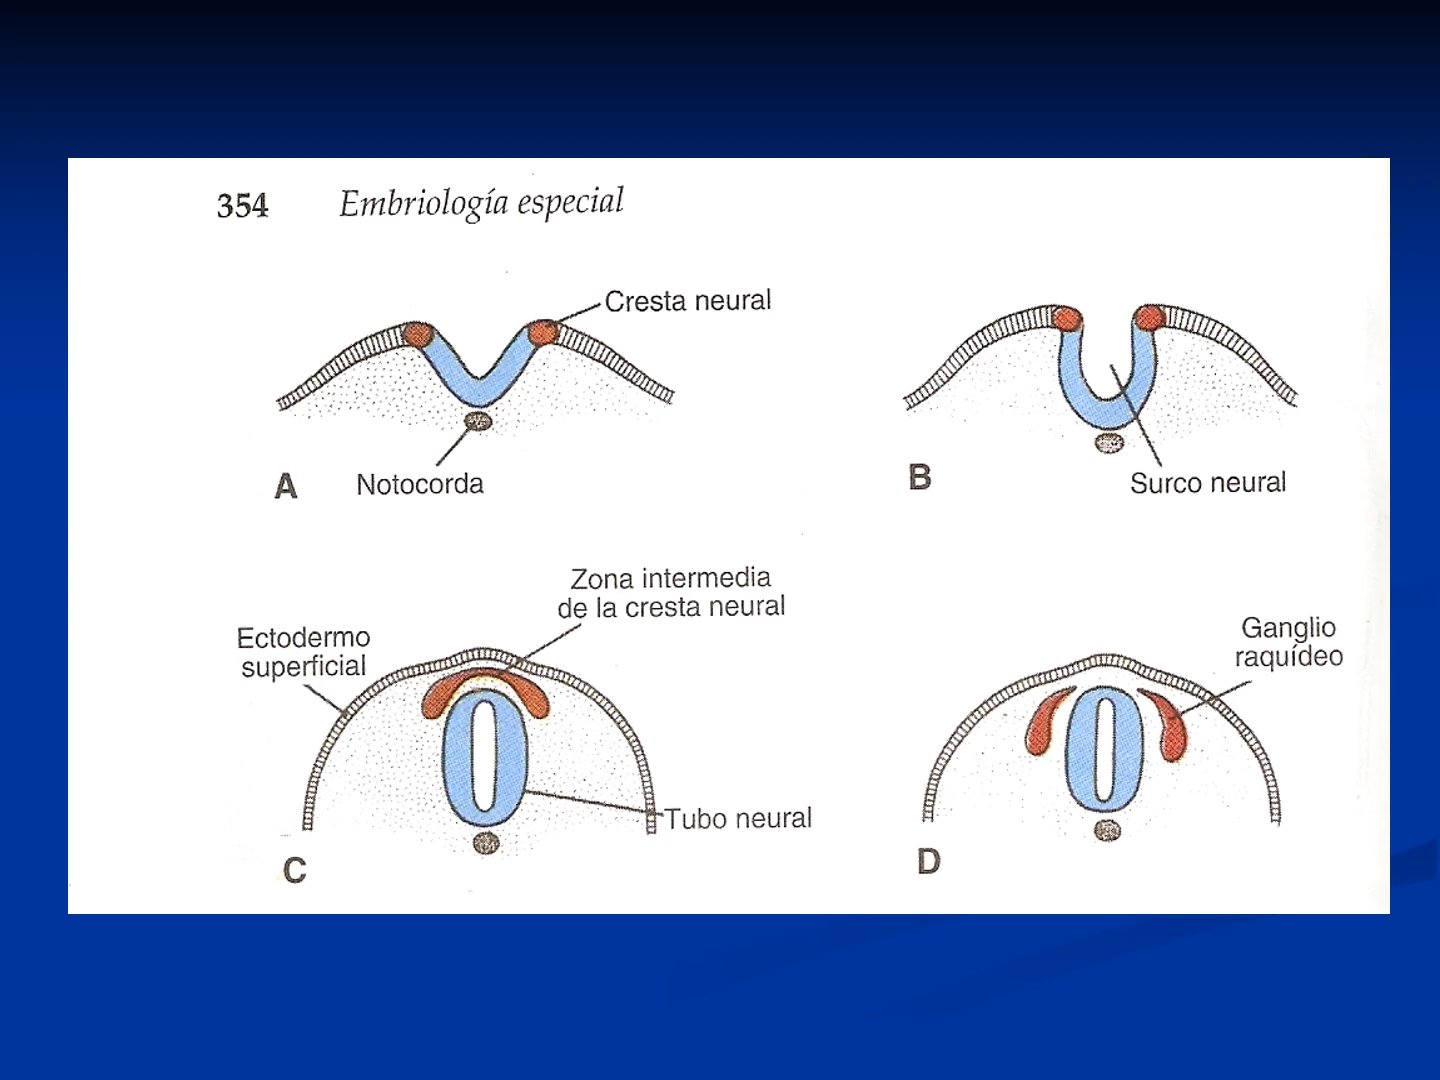 354 Embriología especial
Cresta neural
Notocorda
A
B
Surco neural
Zona intermedia
de la cresta neural
Ectodermo
superficial
Tubo neural
C
Ganglio
raquídeo
D